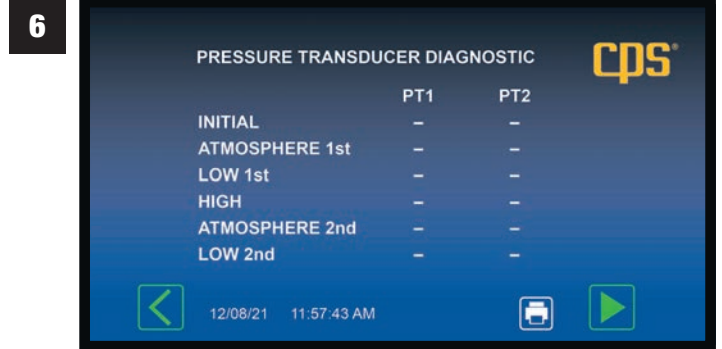 6
PRESSURE TRANSDUCER DIAGNOSTIC
cps®
PT1 PT2
INITIAL – –
ATMOSPHERE 1st – –
LOW 1st – –
HIGH – –
ATMOSPHERE 2nd – –
LOW 2nd – –
12/08/21 11:57:43 AM